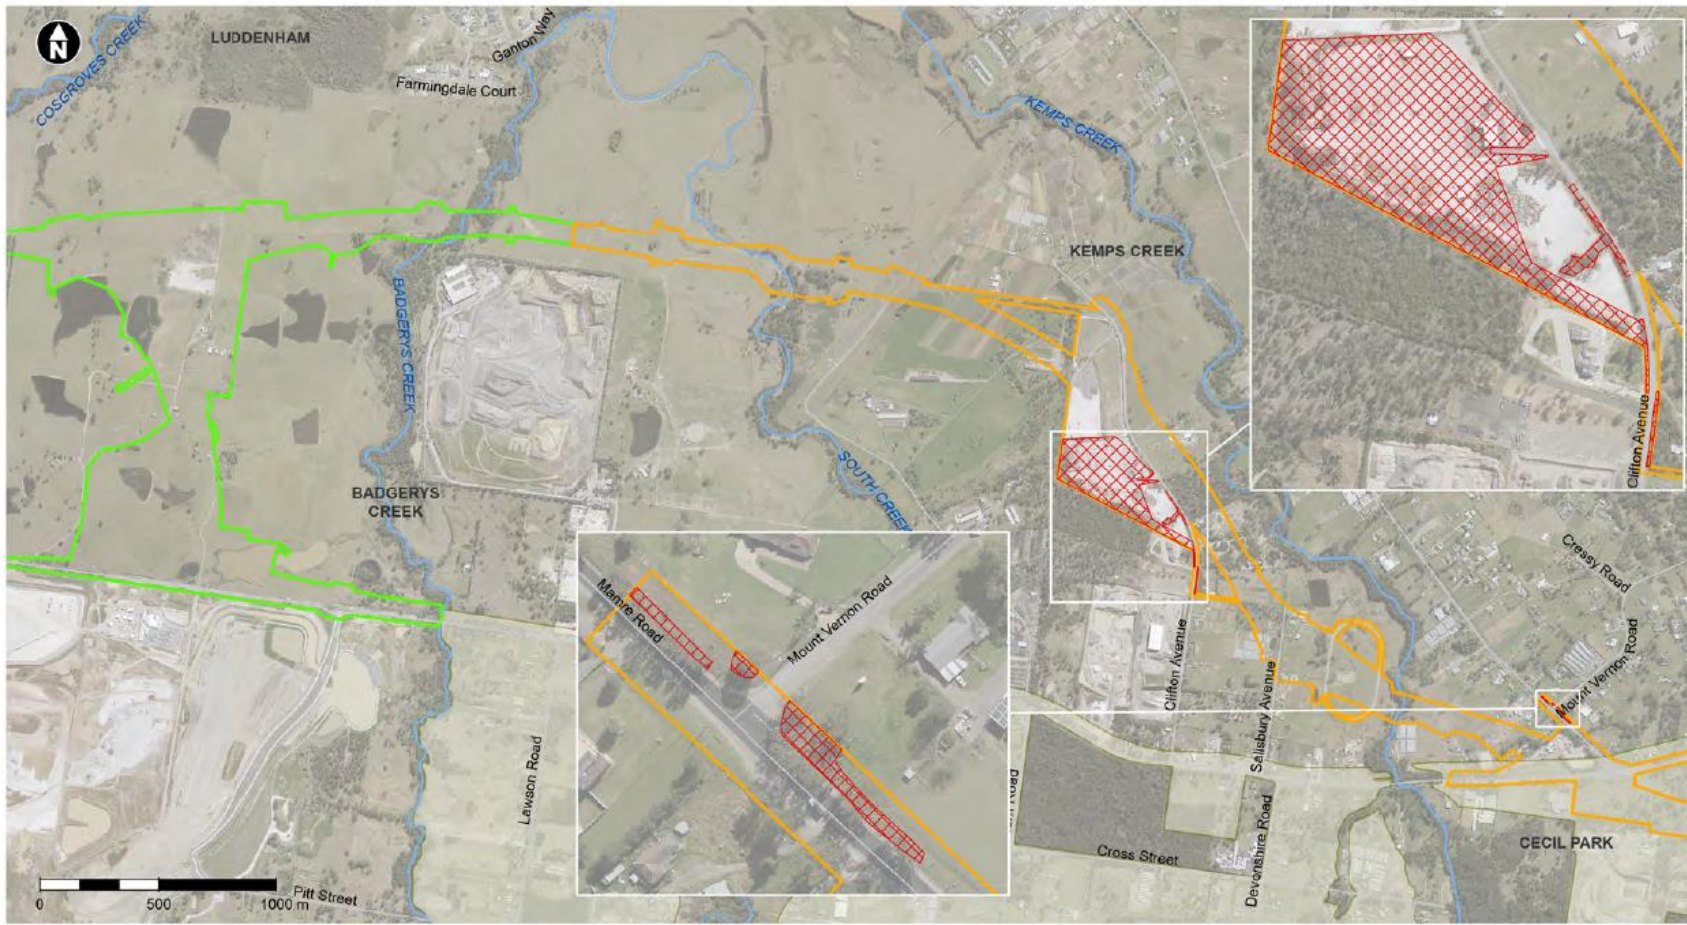 N
LUDDENHAM
COSGROVES CREEK
Ganton Way
Farmingdale Court
KEMPS CREEK
KEMPS CREEK
BADGERYS CREEK
BADGERYS
CREEK
SOUTH CREEK
Clifton Avenue
Mamre Road
Mount Vernon Road
Cressy Road
Mount Vernon Road
Clifton Avenue
Salisbury Avenue
Lawson Road
Devonshire Road
Cross Street
CECIL PARK
Pitt Street
0 500 1000 m